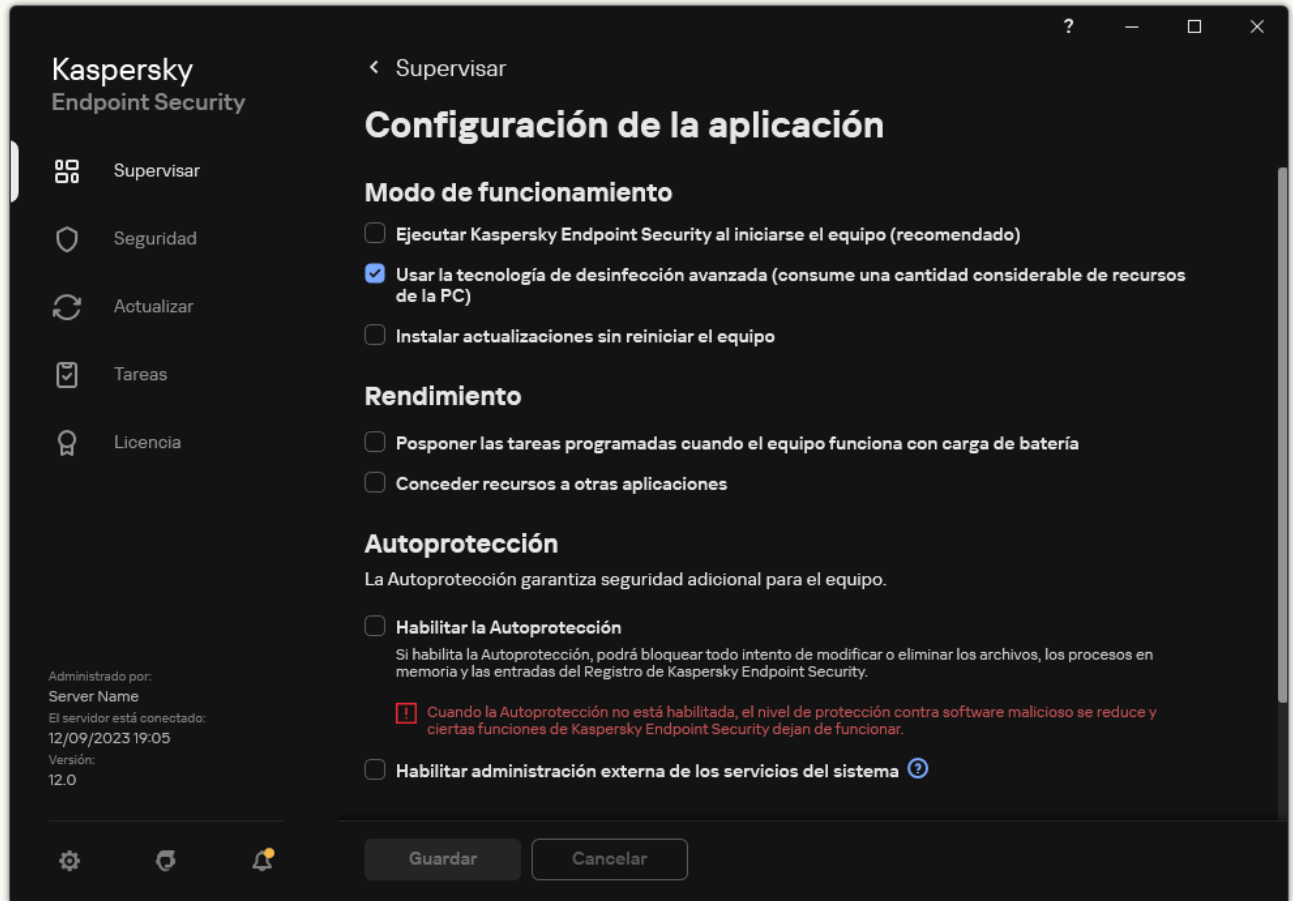 ?
Kaspersky
Endpoint Security
Supervisar
Seguridad
Actualizar
Tareas
Licencia
Administrado por:
Server Name
El servidor está conectado:
12/09/2023 19:05
Versión:
12.0
Supervisar
Configuración de la aplicación
Modo de funcionamiento
Ejecutar Kaspersky Endpoint Security al iniciarse el equipo (recomendado)
Usar la tecnología de desinfección avanzada (consume una cantidad considerable de recursos
de la PC)
Instalar actualizaciones sin reiniciar el equipo
Rendimiento
Posponer las tareas programadas cuando el equipo funciona con carga de batería
Conceder recursos a otras aplicaciones
Autoprotección
La Autoprotección garantiza seguridad adicional para el equipo.
Habilitar la Autoprotección
Si habilita la Autoprotección, podrá bloquear todo intento de modificar o eliminar los archivos, los procesos en
memoria y las entradas del Registro de Kaspersky Endpoint Security.
! Cuando la Autoprotección no está habilitada, el nivel de protección contra software malicioso se reduce y
ciertas funciones de Kaspersky Endpoint Security dejan de funcionar.
Habilitar administración externa de los servicios del sistema ?
Guardar
Cancelar